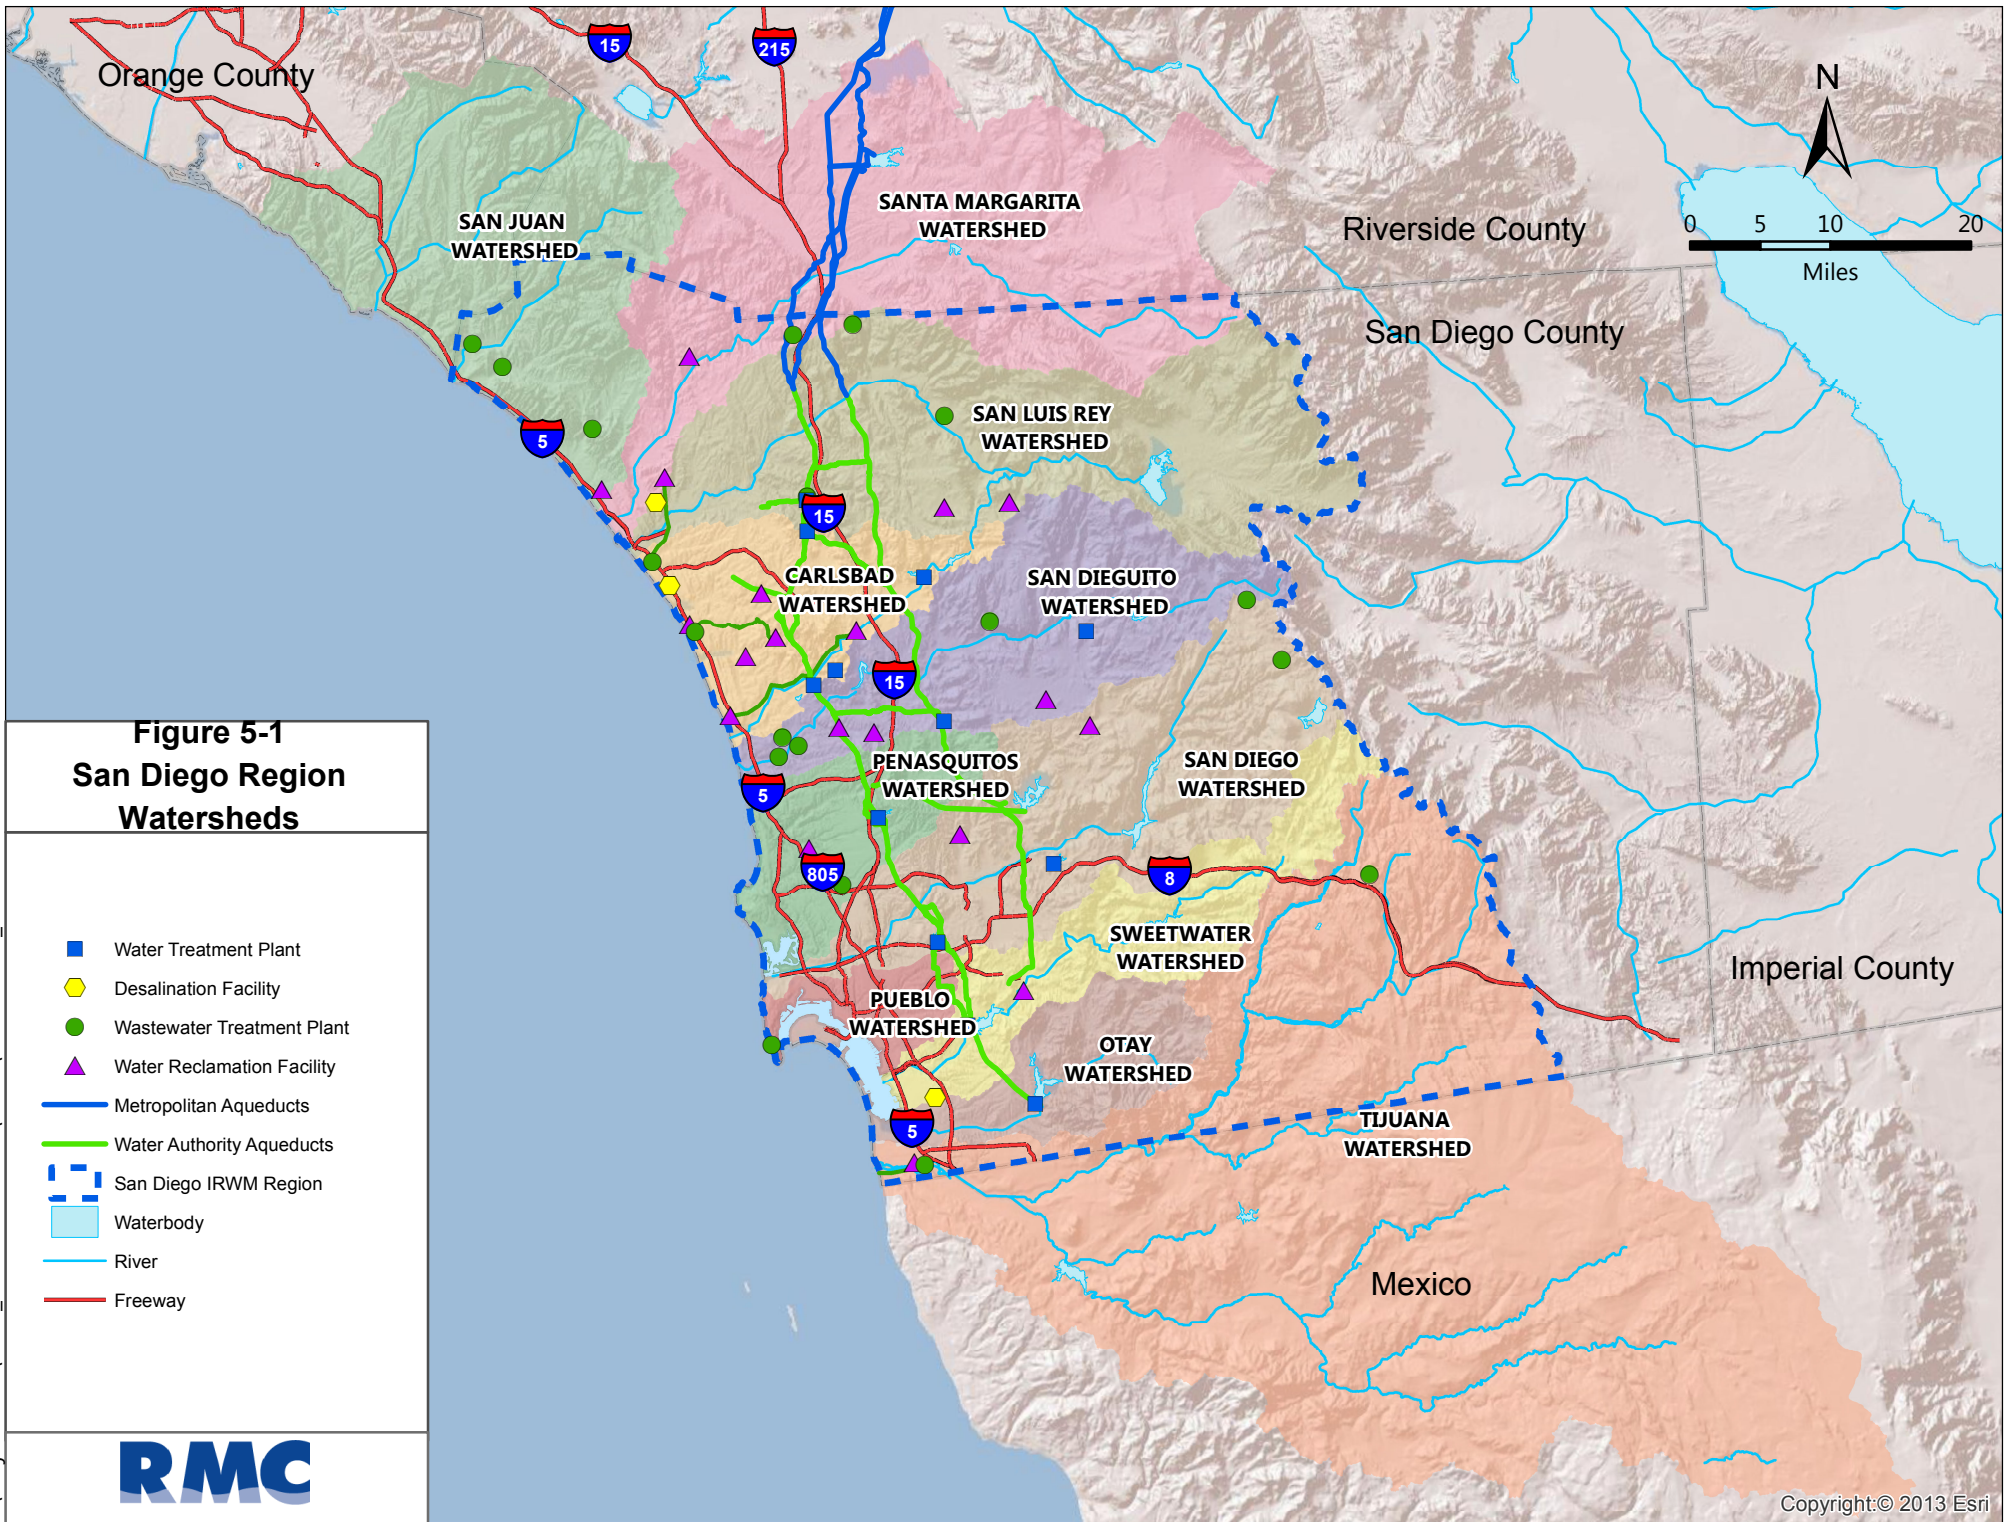 Orange County
15
215
N
SAN JUAN
WATERSHED
SANTA MARGARITA
WATERSHED
Riverside County
0 5 10 20
Miles
San Diego County
5
SAN LUIS REY
WATERSHED
15
CARLSBAD
WATERSHED
SAN DIEGUITO
WATERSHED
15
PENASQUITOS
WATERSHED
SAN DIEGO
WATERSHED
5
805
8
SWEETWATER
WATERSHED
Imperial County
PUEBLO
WATERSHED
OTAY
WATERSHED
5
TIJUANA
WATERSHED
Mexico
Figure 5-1
San Diego Region
Watersheds
Water Treatment Plant
Desalination Facility
Wastewater Treatment Plant
Water Reclamation Facility
Metropolitan Aqueducts
Water Authority Aqueducts
San Diego IRWM Region
Waterbody
River
Freeway
RMC
Copyright:© 2013 Esri